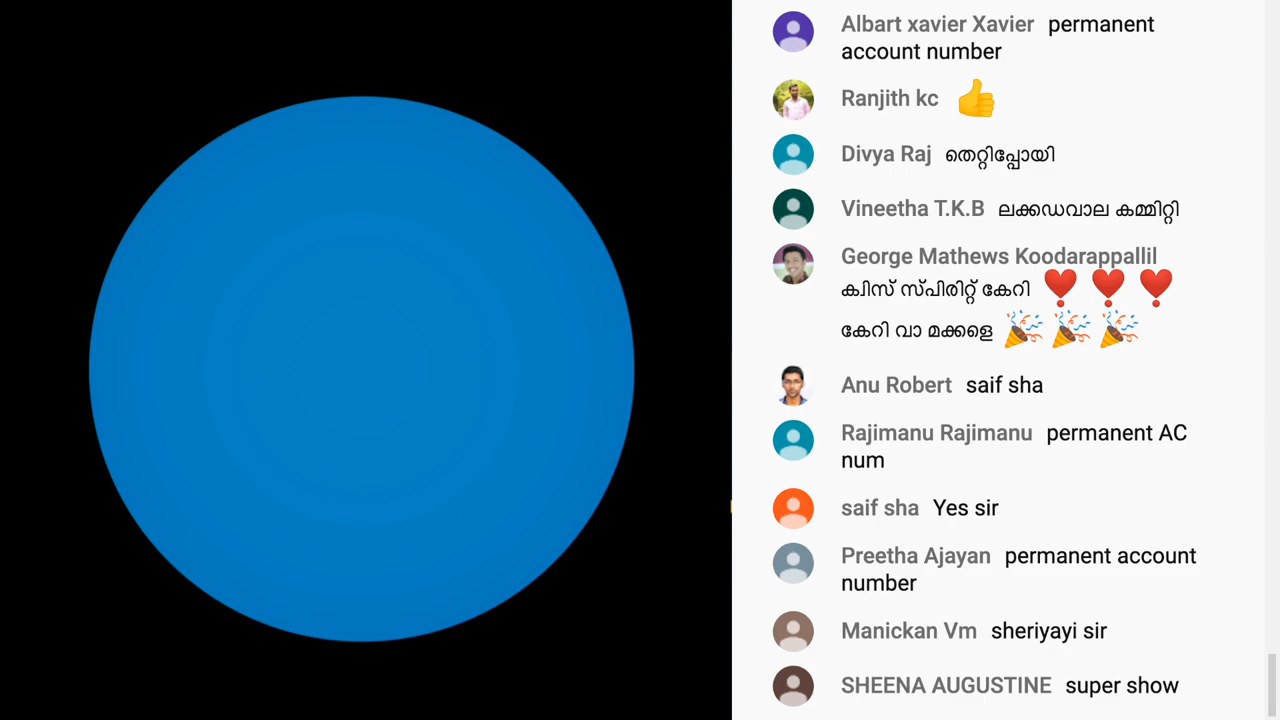 Albart xavier Xavier permanent
account number
Ranjith kc 👍
Divya Raj തെറ്റിപ്പോയി
Vineetha T.K.B ലക്കഡവാല കമ്മിറ്റി
George Mathews Koodarappallil
ക്വിസ് സ്പിരിറ്റ് കേറി ❣️ ❣️ ❣️
കേറി വാ മക്കളെ 🎉 🎉 🎉
Anu Robert saif sha
Rajimanu Rajimanu permanent AC
num
saif sha Yes sir
Preetha Ajayan permanent account
number
Manickan Vm sheriyayi sir
SHEENA AUGUSTINE super show